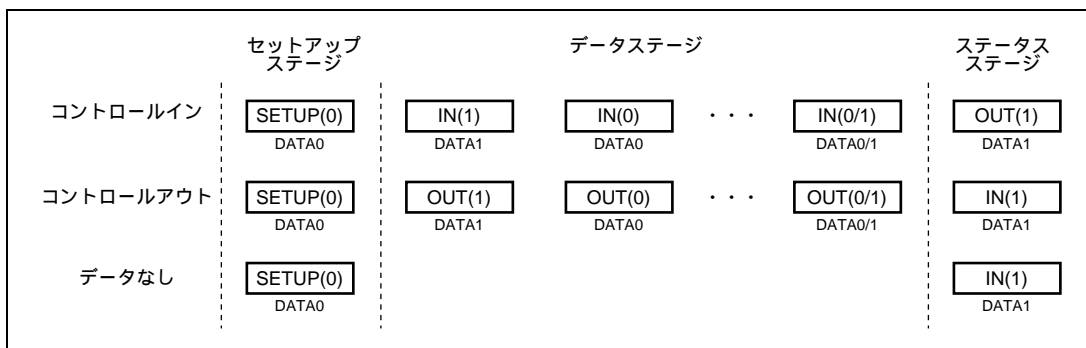 セットアップ
ステージ
データステージ
ステータス
ステージ
コントロールイン
SETUP(0)
IN(1)
IN(0)
・・・
IN(0/1)
OUT(1)
DATA0
DATA1
DATA0
DATA0/1
DATA1
コントロールアウト
SETUP(0)
OUT(1)
OUT(0)
・・・
OUT(0/1)
IN(1)
DATA0
DATA1
DATA0
DATA0/1
DATA1
データなし
SETUP(0)
IN(1)
DATA0
DATA1